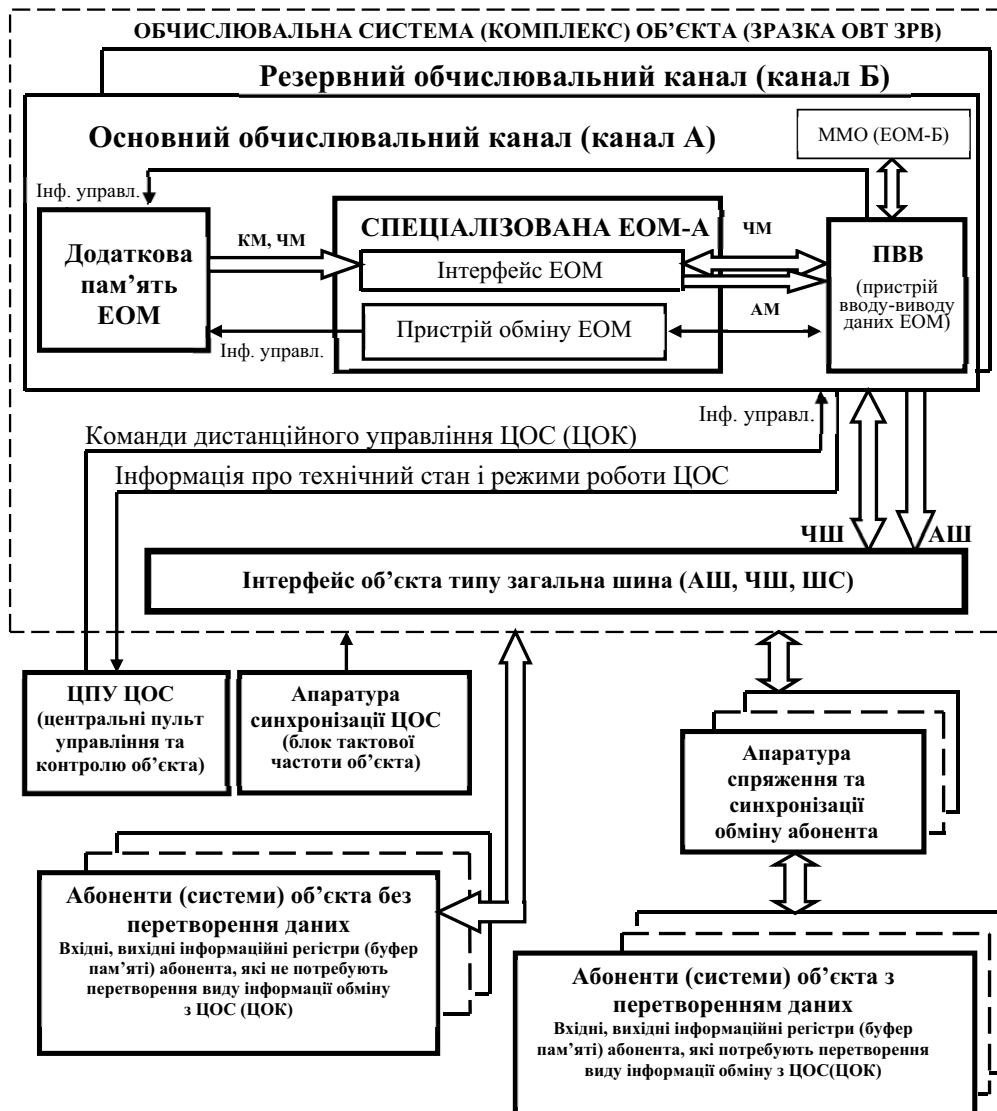 ОБЧИСЛЮВАЛЬНА СИСТЕМА (КОМПЛЕКС) ОБ’ЄКТА (ЗРАЗКА ОВТ ЗРВ)
Резервний обчислювальний канал (канал Б)
Основний обчислювальний канал (канал А)
ММО (ЕОМ-Б)
Інф. управл.
Додаткова
пам’ять
ЕОМ
КМ, ЧМ
СПЕЦІАЛІЗОВАНА ЕОМ-А
Інтерфейс ЕОМ
Пристрій обміну ЕОМ
ЧМ
АМ
ПВВ
(пристрій
вводу-виводу
даних ЕОМ)
Інф. управл.
Інф. управл.
Команди дистанційного управління ЦОС (ЦОК)
Інформація про технічний стан і режими роботи ЦОС
ЧШ
АШ
Інтерфейс об’єкта типу загальна шина (АШ, ЧШ, ШС)
ЦПУ ЦОС
(центральні пульт
управління та
контролю об’єкта)
Апаратура
синхронізації ЦОС
(блок тактової
частоти об’єкта)
Апаратура
спряження та
синхронізації
обміну абонента
Абоненти (системи) об’єкта без
перетворення даних
Вхідні, вихідні інформаційні регістри (буфер
пам’яті) абонента, які не потребують
перетворення виду інформації обміну
з ЦОС (ЦОК)
Абоненти (системи) об’єкта з
перетворенням даних
Вхідні, вихідні інформаційні регістри (буфер
пам’яті) абонента, які потребують перетворення
виду інформації обміну з ЦОС(ЦОК)